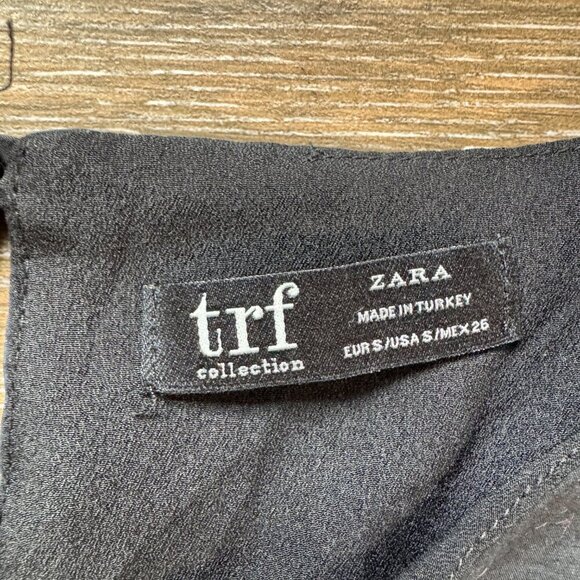 trf
collection
ZARA
MADE IN TURKEY
EUR S/USA S/MEX 26